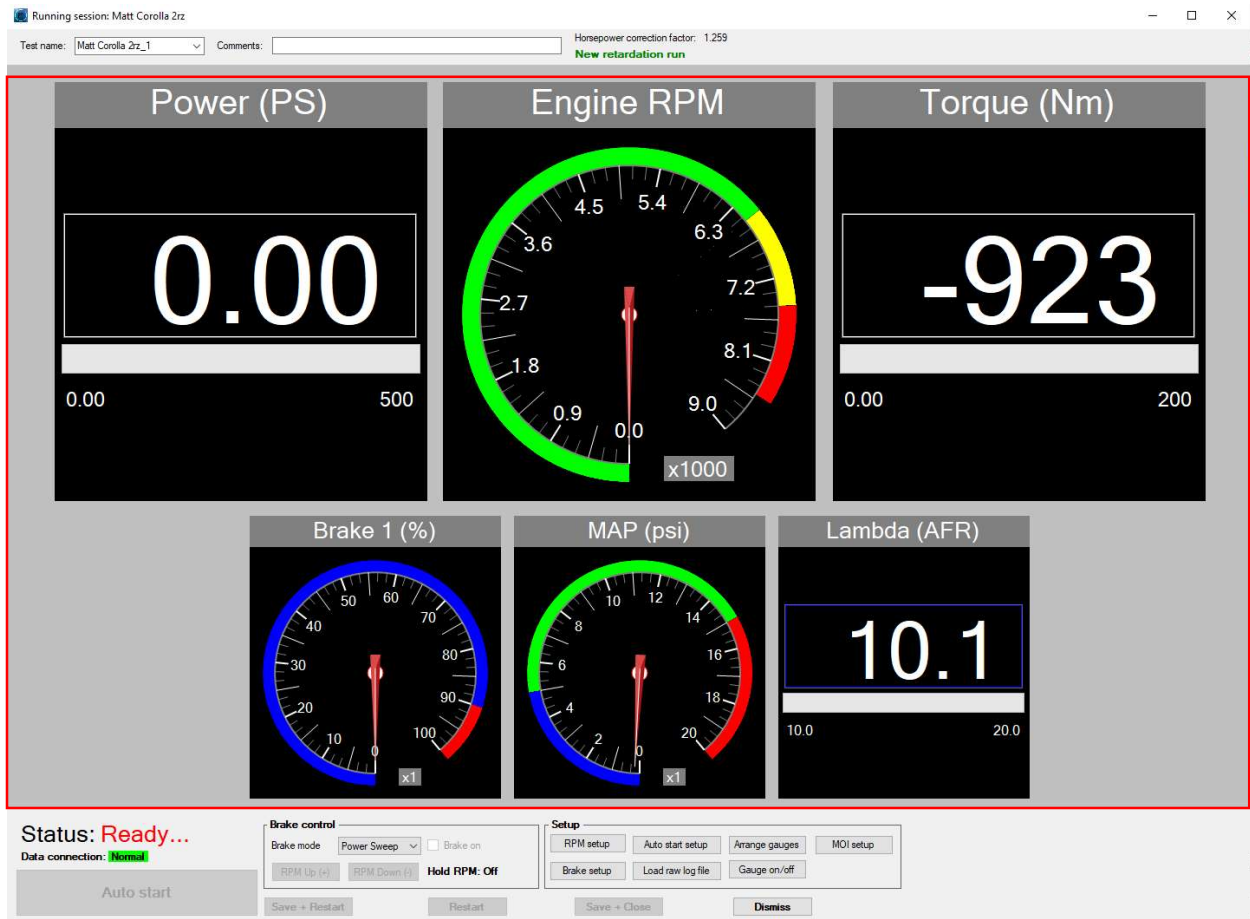 Running session: Matt Corolla 2rz
Test name: Matt Corolla 2rz_1 Comments: Horsepower correction factor: 1.259
New retardation run
Power (PS)
0.00
0.00 500
Engine RPM
0.0 0.9 1.8 2.7 3.6 4.5 5.4 6.3 7.2 8.1 9.0
x1000
Torque (Nm)
-923
0.00 200
Brake 1 (%)
0 10 20 30 40 50 60 70 80 90 100
x1
MAP (psi)
0 2 4 6 8 10 12 14 16 18 20
x1
Lambda (AFR)
10.1
10.0 20.0
Status: Ready...
Data connection: Normal
Auto start
Brake control
Brake mode Power Sweep Brake on
RPM Up (+) RPM Down (-) Hold RPM: Off
Setup
RPM setup Auto start setup Arrange gauges MOI setup
Brake setup Load raw log file Gauge on/off
Save + Restart Restart Save + Close Dismiss